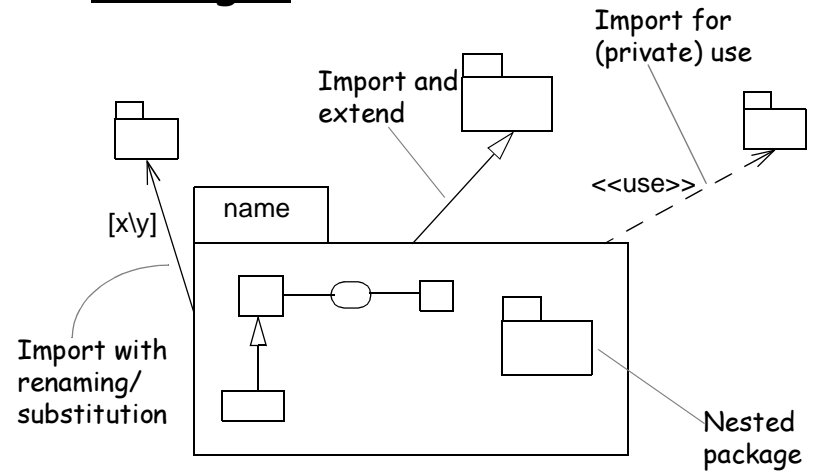 Import for
(private) use
Import and
extend
<<use>>
name
[x\y]
Import with
renaming/
substitution
Nested
package